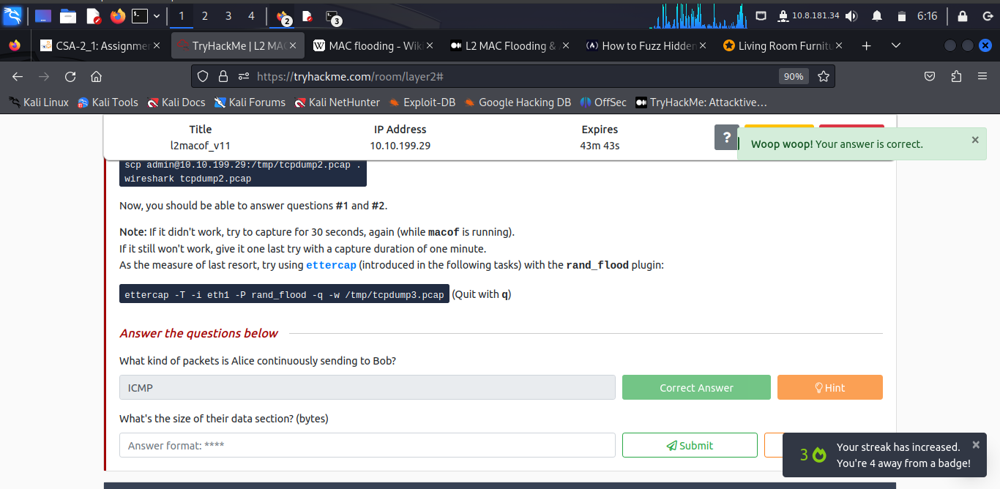 1 2 3 4 2 3 10.8.181.34 6:16
CSA-2_1: Assignmer TryHackMe | L2 MAC MAC flooding - Wiki L2 MAC Flooding & How to Fuzz Hidden Living Room Furnitu
https://tryhackme.com/room/layer2# 90%
Kali Linux Kali Tools Kali Docs Kali Forums Kali NetHunter Exploit-DB Google Hacking DB OffSec TryHackMe: Attacktive...
Title IP Address Expires
l2macof_v11 10.10.199.29 43m 43s
?
Woop woop! Your answer is correct.
scp admin@10.10.199.29:/tmp/tcpdump2.pcap .
wireshark tcpdump2.pcap
Now, you should be able to answer questions #1 and #2.
Note: If it didn't work, try to capture for 30 seconds, again (while macof is running).
If it still won't work, give it one last try with a capture duration of one minute.
As the measure of last resort, try using ettercap (introduced in the following tasks) with the rand_flood plugin:
ettercap -T -i eth1 -P rand_flood -q -w /tmp/tcpdump3.pcap (Quit with q)
Answer the questions below
What kind of packets is Alice continuously sending to Bob?
ICMP Correct Answer Hint
What's the size of their data section? (bytes)
Answer format: **** Submit
3 Your streak has increased.
You're 4 away from a badge!